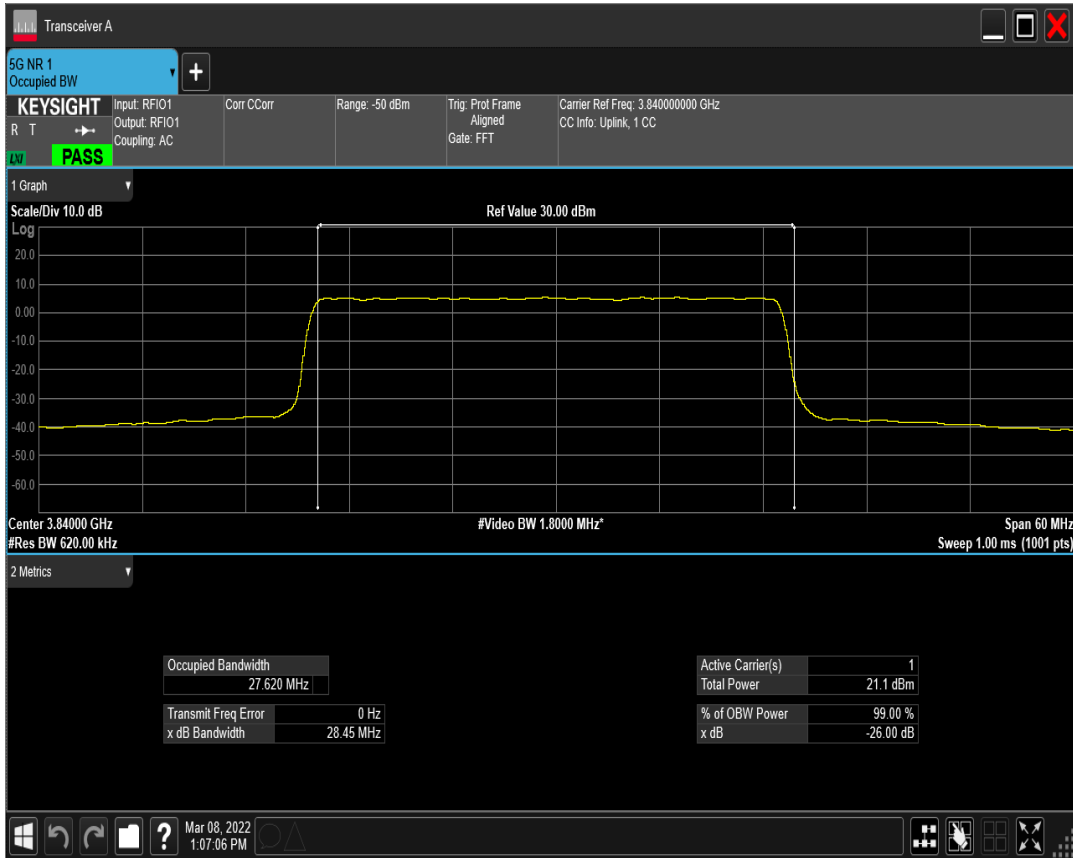 Transceiver A
5G NR 1
Occupied BW
+
KEYSIGHT
R T
LXI PASS
Input: RFIO1
Output: RFIO1
Coupling: AC
Corr CCorr
Range: -50 dBm
Trig: Prot Frame
Aligned
Gate: FFT
Carrier Ref Freq: 3.840000000 GHz
CC Info: Uplink, 1 CC
1 Graph
Scale/Div 10.0 dB
Ref Value 30.00 dBm
Log
20.0
10.0
0.00
-10.0
-20.0
-30.0
-40.0
-50.0
-60.0
Center 3.84000 GHz
#Video BW 1.8000 MHz*
Span 60 MHz
#Res BW 620.00 kHz
Sweep 1.00 ms (1001 pts)
2 Metrics
Occupied Bandwidth
27.620 MHz
Transmit Freq Error 0 Hz
x dB Bandwidth 28.45 MHz
Active Carrier(s) 1
Total Power 21.1 dBm
% of OBW Power 99.00 %
x dB -26.00 dB
?
Mar 08, 2022
1:07:06 PM